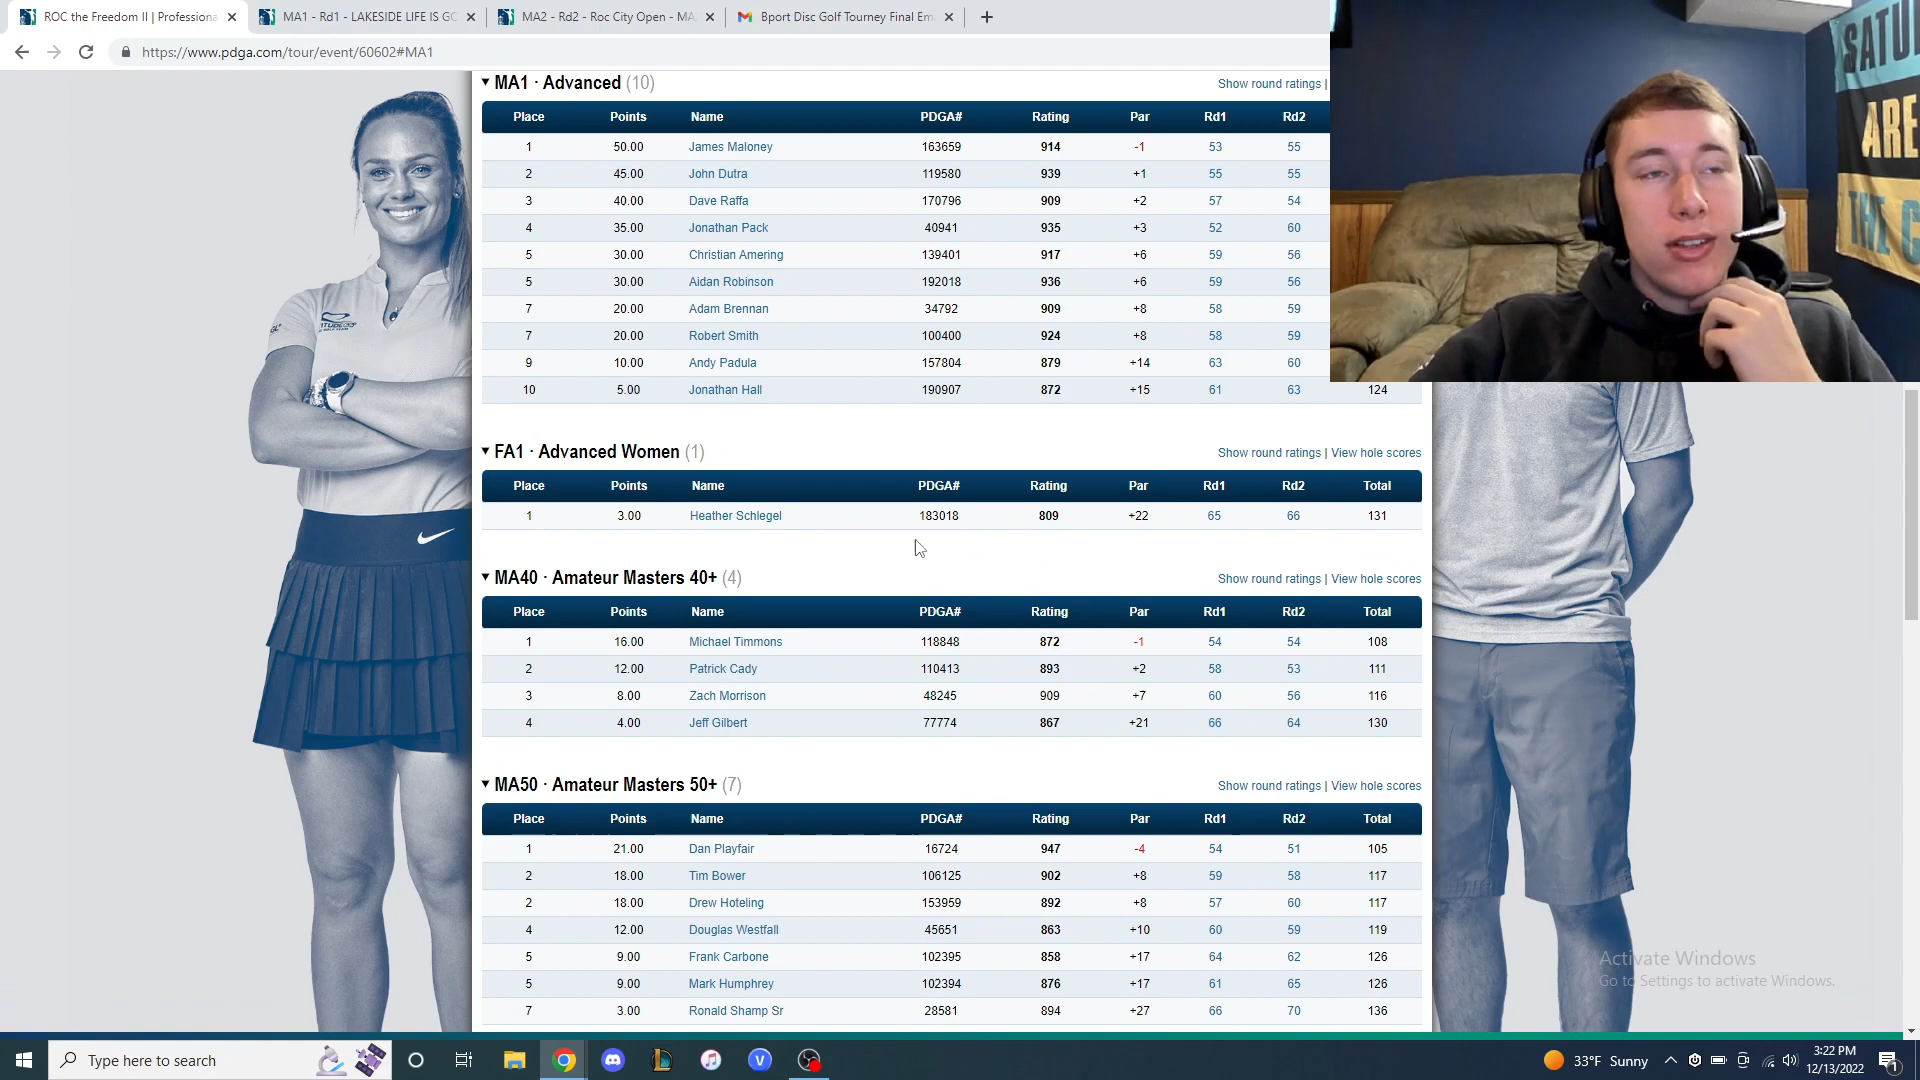 ROC the Freedom II | Professiona
MA1 - Rd1 - LAKESIDE LIFE IS GO
MA2 - Rd2 - Roc City Open - MA
Bport Disc Golf Tourney Final Em
https://www.pdga.com/tour/event/60602#MA1
MA1 · Advanced (10)
Show round ratings |
Place Points Name PDGA# Rating Par Rd1 Rd2
1 50.00 James Maloney 163659 914 -1 53 55
2 45.00 John Dutra 119580 939 +1 55 55
3 40.00 Dave Raffa 170796 909 +2 57 54
4 35.00 Jonathan Pack 40941 935 +3 52 60
5 30.00 Christian Amering 139401 917 +6 59 56
5 30.00 Aidan Robinson 192018 936 +6 59 56
7 20.00 Adam Brennan 34792 909 +8 58 59
7 20.00 Robert Smith 100400 924 +8 58 59
9 10.00 Andy Padula 157804 879 +14 63 60
10 5.00 Jonathan Hall 190907 872 +15 61 63 124
FA1 · Advanced Women (1)
Show round ratings | View hole scores
Place Points Name PDGA# Rating Par Rd1 Rd2 Total
1 3.00 Heather Schlegel 183018 809 +22 65 66 131
MA40 · Amateur Masters 40+ (4)
Show round ratings | View hole scores
Place Points Name PDGA# Rating Par Rd1 Rd2 Total
1 16.00 Michael Timmons 118848 872 -1 54 54 108
2 12.00 Patrick Cady 110413 893 +2 58 53 111
3 8.00 Zach Morrison 48245 909 +7 60 56 116
4 4.00 Jeff Gilbert 77774 867 +21 66 64 130
MA50 · Amateur Masters 50+ (7)
Show round ratings | View hole scores
Place Points Name PDGA# Rating Par Rd1 Rd2 Total
1 21.00 Dan Playfair 16724 947 -4 54 51 105
2 18.00 Tim Bower 106125 902 +8 59 58 117
2 18.00 Drew Hoteling 153959 892 +8 57 60 117
4 12.00 Douglas Westfall 45651 863 +10 60 59 119
5 9.00 Frank Carbone 102395 858 +17 64 62 126
5 9.00 Mark Humphrey 102394 876 +17 61 65 126
7 3.00 Ronald Shamp Sr 28581 894 +27 66 70 136
SATU
ARE
THE C
Activate Windows
Go to Settings to activate Windows.
Type here to search
33°F Sunny
3:22 PM
12/13/2022
1